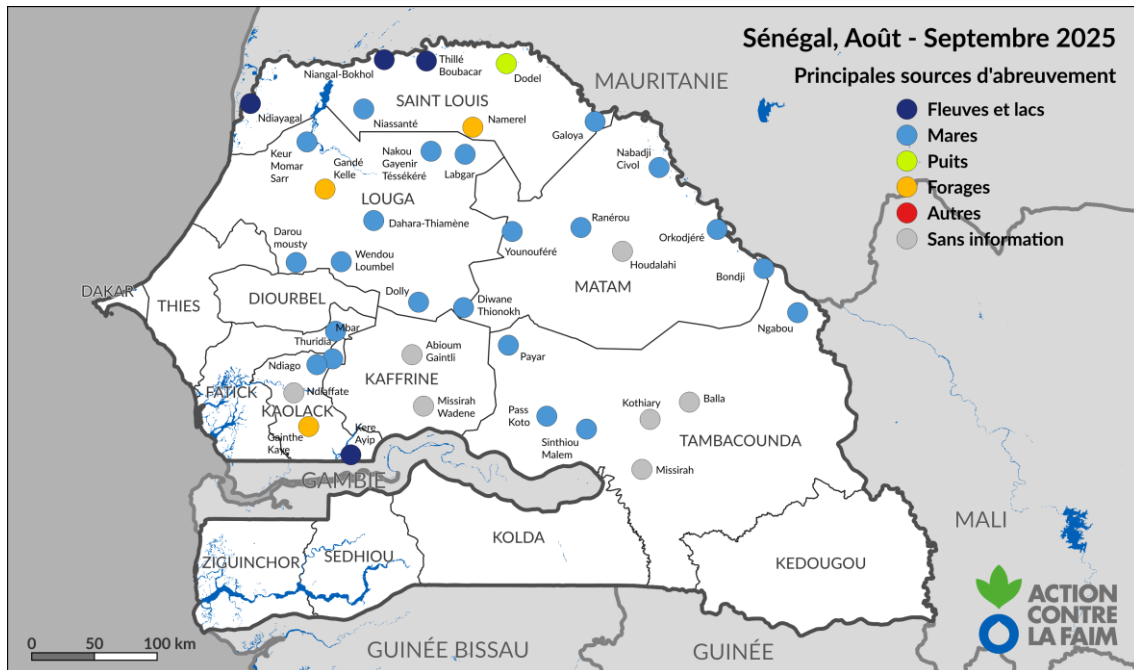 Sénégal, Août - Septembre 2025
Principales sources d'abreuvement
Fleuves et lacs
Mares
Puits
Forages
Autres
Sans information
MAURITANIE
Niangal-Bokhol
Thillé
Boubacar
Dodel
Ndiayagal
SAINT LOUIS
Niassanté
Namerel
Galoya
Keur
Momar
Sarr
Gandé
Kelle
Nakou
Gayenir
Téssékéré
Labgar
Nabadji
Civol
LOUGA
Dahara-Thiamène
Ranérou
Younouféré
Orkodjéré
Houdalahi
Darou
mousty
Wendou
Loumbel
Bondji
MATAM
DAKAR
THIES
DIOURBEL
Dolly
Diwane
Thionokh
Ngabou
Mbar
Thuridia
Abioum
Gaintli
Payar
Ndiago
KAFFRINE
FATICK
Ndiaffate
KAOLACK
Missirah
Wadene
Pass
Koto
Kothiary
Balla
Gainthe
Kaye
Kere
Ayip
Sinthiou
Malem
TAMBACOUNDA
Missirah
GAMBIE
MALI
ZIGUINCHOR
SEDHIOU
KOLDA
KEDOUGOU
GUINÉE BISSAU
GUINÉE
0 50 100 km
ACTION
CONTRE
LA FAIM